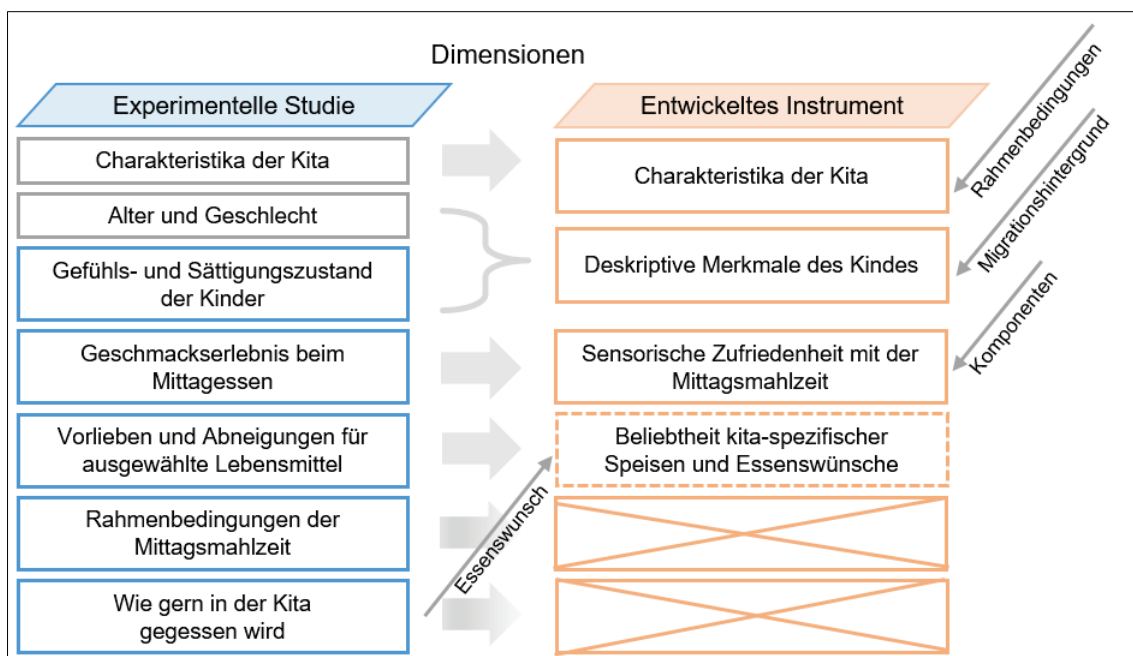 Dimensionen
Experimentelle Studie
Entwickeltes Instrument
Charakteristika der Kita
Charakteristika der Kita
Rahmenbedingungen
Alter und Geschlecht
Gefühls- und Sättigungszustand
der Kinder
Deskriptive Merkmale des Kindes
Migrationshintergrund
Geschmackserlebnis beim
Mittagessen
Sensorische Zufriedenheit mit der
Mittagsmahlzeit
Komponenten
Vorlieben und Abneigungen für
ausgewählte Lebensmittel
Beliebtheit kita-spezifischer
Speisen und Essenswünsche
Rahmenbedingungen der
Mittagsmahlzeit
Essenswunsch
Wie gern in der Kita
gegessen wird